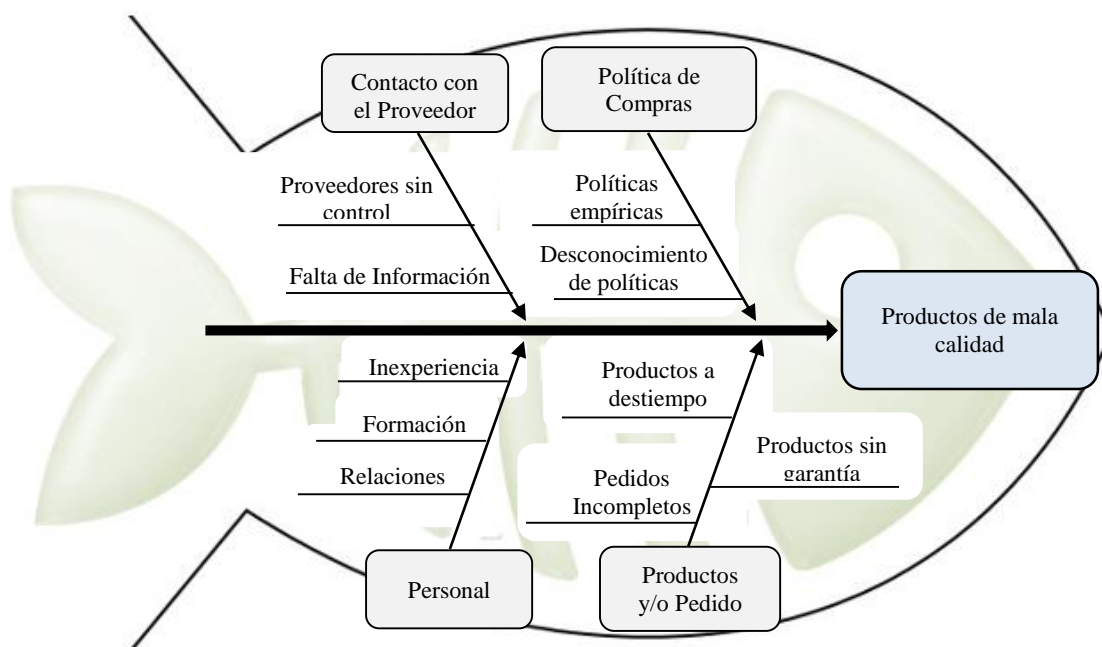 Contacto con
el Proveedor
Política de
Compras
Proveedores sin
control
Políticas
empíricas
Falta de Información
Desconocimiento
de políticas
Productos de mala
calidad
Inexperiencia
Productos a
destiempo
Formación
Relaciones
Productos sin
garantía
Pedidos
Incompletos
Personal
Productos
y/o Pedido